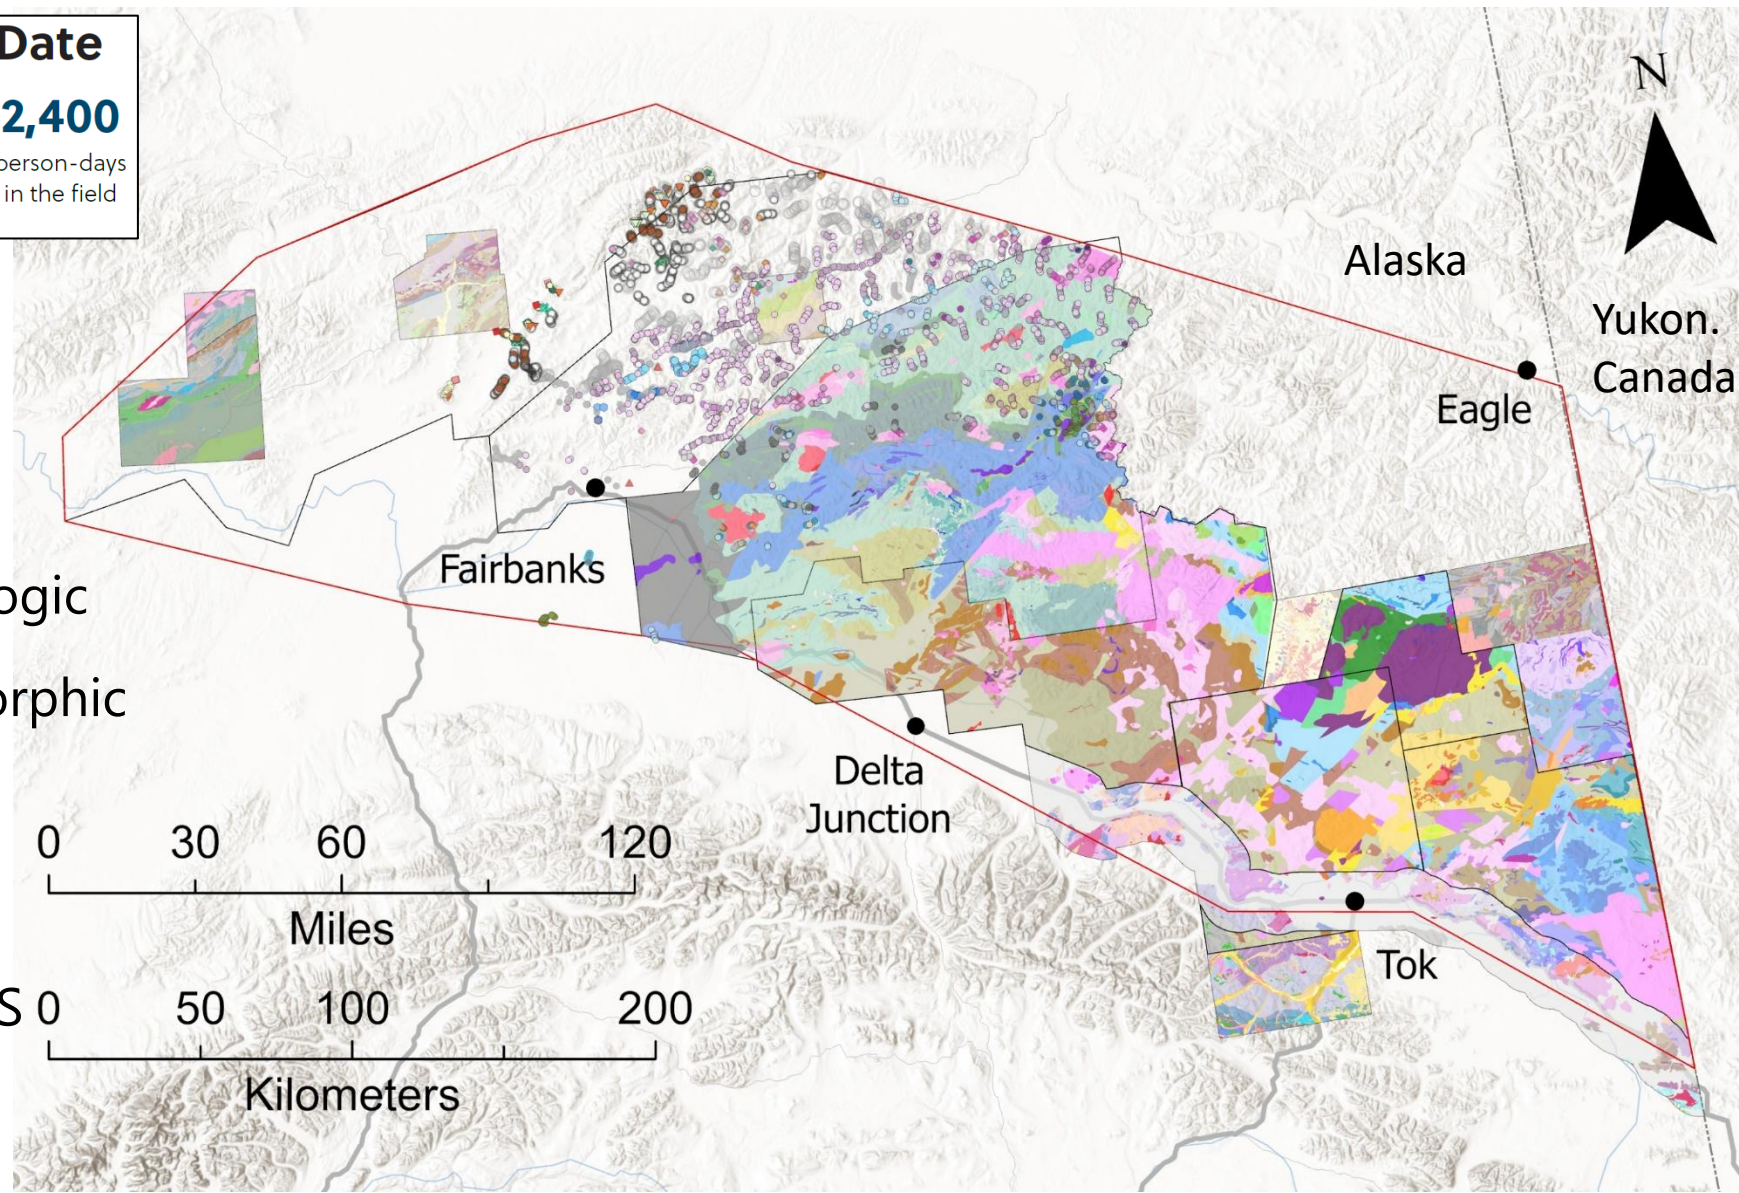 Date
2,400
person-days
in the field
N
Alaska
Yukon.
Canada
Eagle
Fairbanks
ogic
orphic
Delta
Junction
0 30 60 120
Miles
Tok
S
0 50 100 200
Kilometers